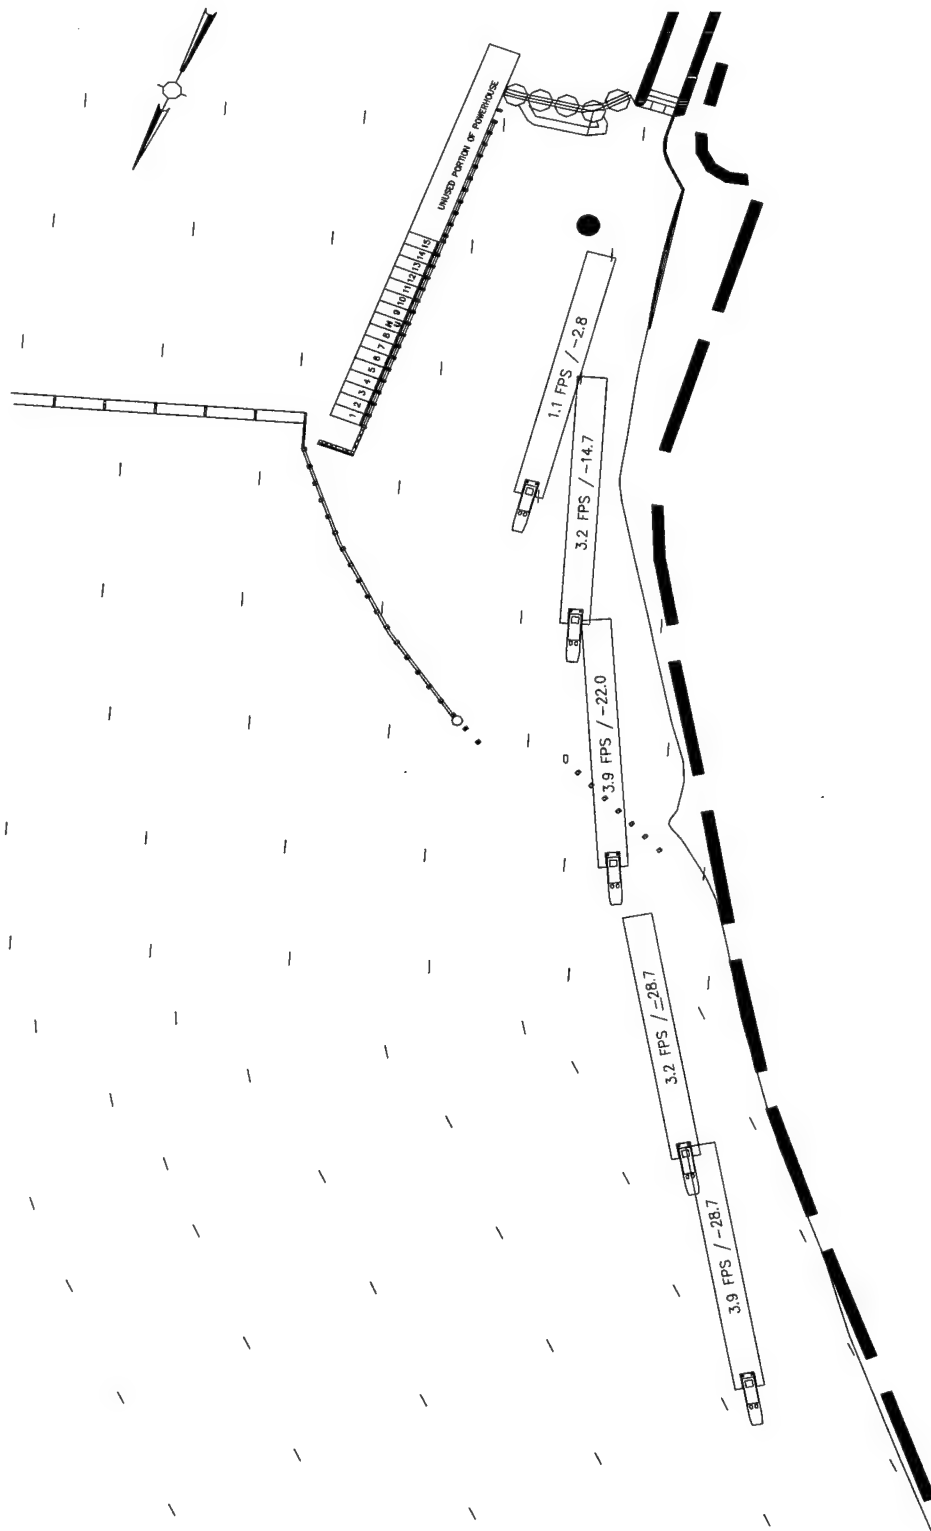 UNUSED PORTION OF POWERHOUSE
15
14
13
12
11
10
9
8
7
6
5
4
3
2
1
1.1 FPS / -2.8
3.2 FPS / -14.7
3.9 FPS / -22.0
3.2 FPS / -28.7
3.9 FPS / -28.7